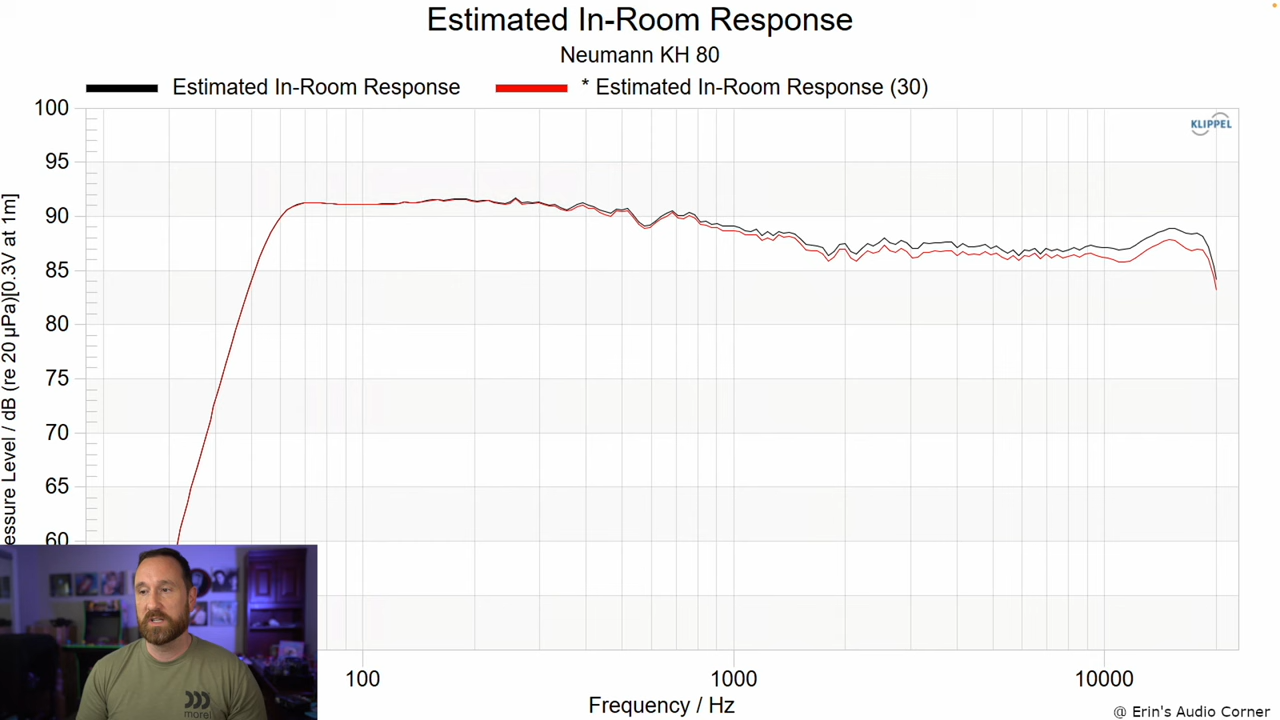 Estimated In-Room Response
Neumann KH 80
Estimated In-Room Response
* Estimated In-Room Response (30)
KLIPPEL
100
95
90
85
80
75
70
65
60
essure Level / dB (re 20 µPa)[0.3V at 1m]
100
1000
10000
Frequency / Hz
morel
@ Erin's Audio Corner